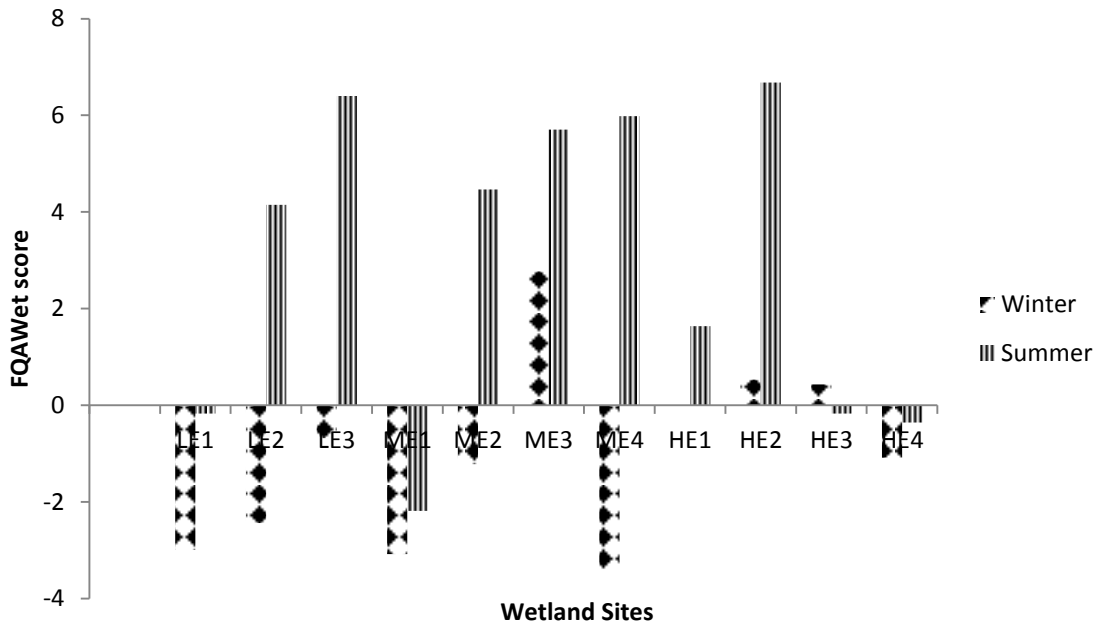 8
6
4
2
0
-2
-4
FQAWet score
LE1 LE2 LE3 ME1 ME2 ME3 ME4 HE1 HE2 HE3 HE4
Wetland Sites
Winter
Summer